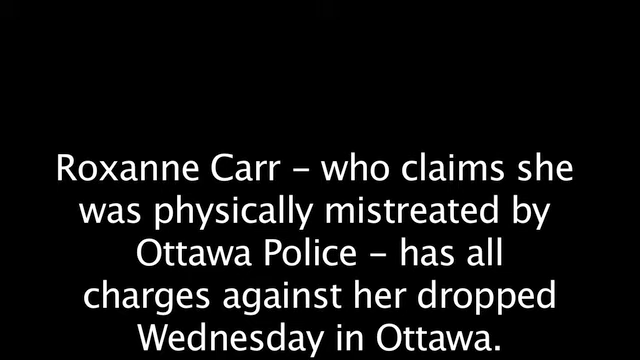 Roxanne Carr – who claims she
was physically mistreated by
Ottawa Police – has all
charges against her dropped
Wednesday in Ottawa.